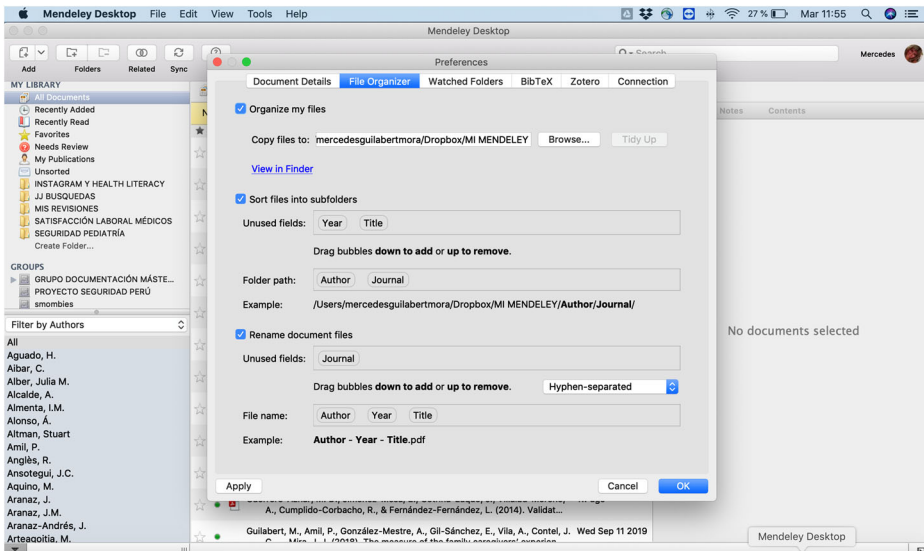 Mendeley Desktop File Edit View Tools Help 27 % Mar 11:55
Mendeley Desktop
Add Folders Related Sync
Search
Mercedes
MY LIBRARY
All Documents
Recently Added
Recently Read
Favorites
Needs Review
My Publications
Unsorted
INSTAGRAM Y HEALTH LITERACY
JJ BUSQUEDAS
MIS REVISIONES
SATISFACCIÓN LABORAL MÉDICOS
SEGURIDAD PEDIATRÍA
Create Folder...
GROUPS
GRUPO DOCUMENTACIÓN MÁSTE...
PROYECTO SEGURIDAD PERÚ
smombies
Filter by Authors
All
Aguado, H.
Aibar, C.
Alber, Julia M.
Alcalde, A.
Almenta, I.M.
Alonso, Á.
Altman, Stuart
Amil, P.
Anglès, R.
Ansotegui, J.C.
Aquino, M.
Aranaz, J.
Aranaz, J.M.
Aranaz-Andrés, J.
Arteagoitia, M.
Preferences
Document Details File Organizer Watched Folders BibTeX Zotero Connection
Organize my files
Copy files to: mercedesguilabertmora/Dropbox/MI MENDELEY Browse... Tidy Up
View in Finder
Sort files into subfolders
Unused fields: Year Title
Drag bubbles down to add or up to remove.
Folder path: Author Journal
Example: /Users/mercedesguilabertmora/Dropbox/MI MENDELEY/Author/Journal/
Rename document files
Unused fields: Journal
Drag bubbles down to add or up to remove. Hyphen-separated
File name: Author Year Title
Example: Author - Year - Title.pdf
Apply Cancel OK
A., Cumplido-Corbacho, R., & Fernández-Fernández, L. (2014). Validat...
Guilabert, M., Amil, P., González-Mestre, A., Gil-Sánchez, E., Vila, A., Contel, J. Wed Sep 11 2019
Notes Contents
No documents selected
Mendeley Desktop